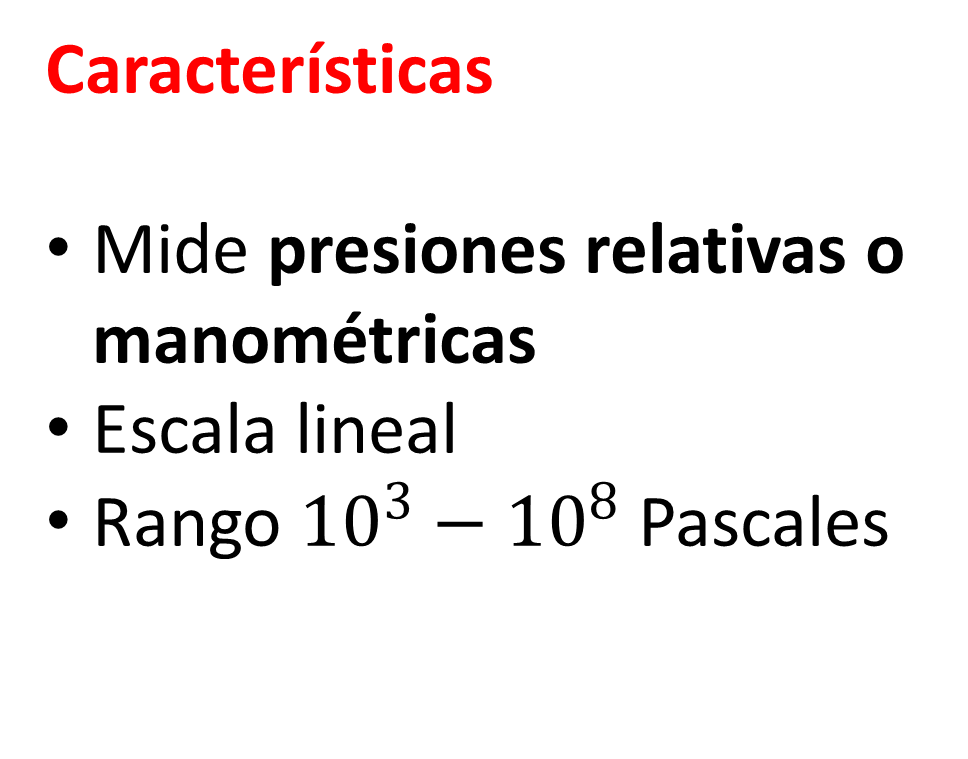 Características
• Mide presiones relativas o
manométricas
• Escala lineal
• Rango 10³ − 10⁸ Pascales